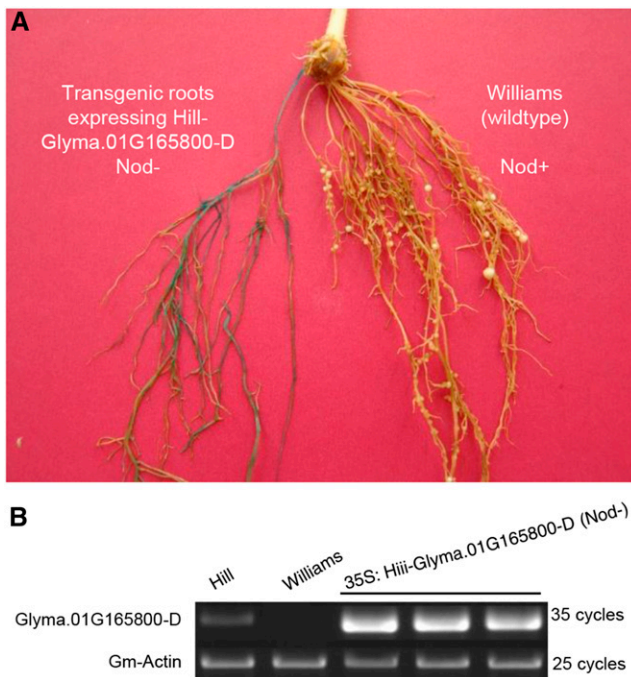 A
Transgenic roots
expressing Hill-
Glyma.01G165800-D
Nod-
Williams
(wildtype)
Nod+
B
Hill
Williams
35S: Hiii-Glyma.01G165800-D (Nod-)
Glyma.01G165800-D
35 cycles
Gm-Actin
25 cycles